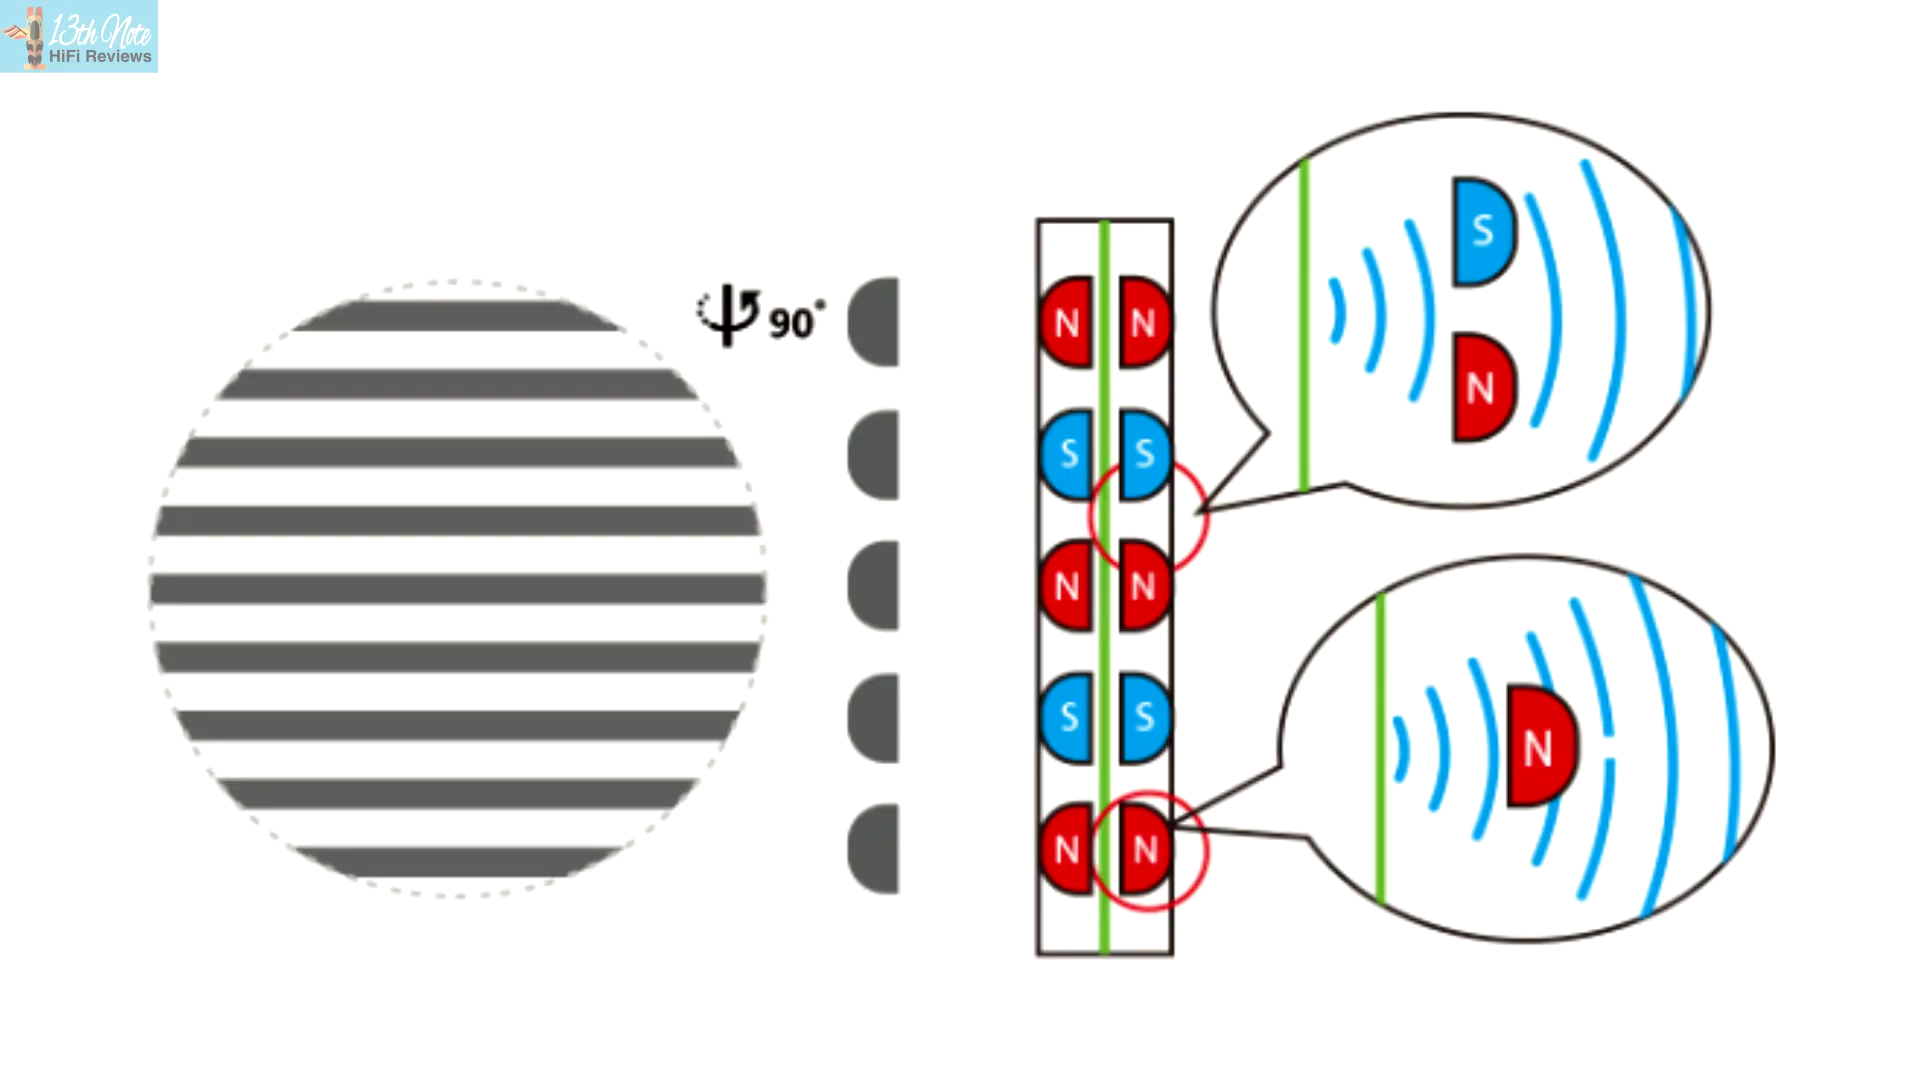 13th Note
HiFi Reviews
90°
N N
S S
N N
S S
N N
S
N
N